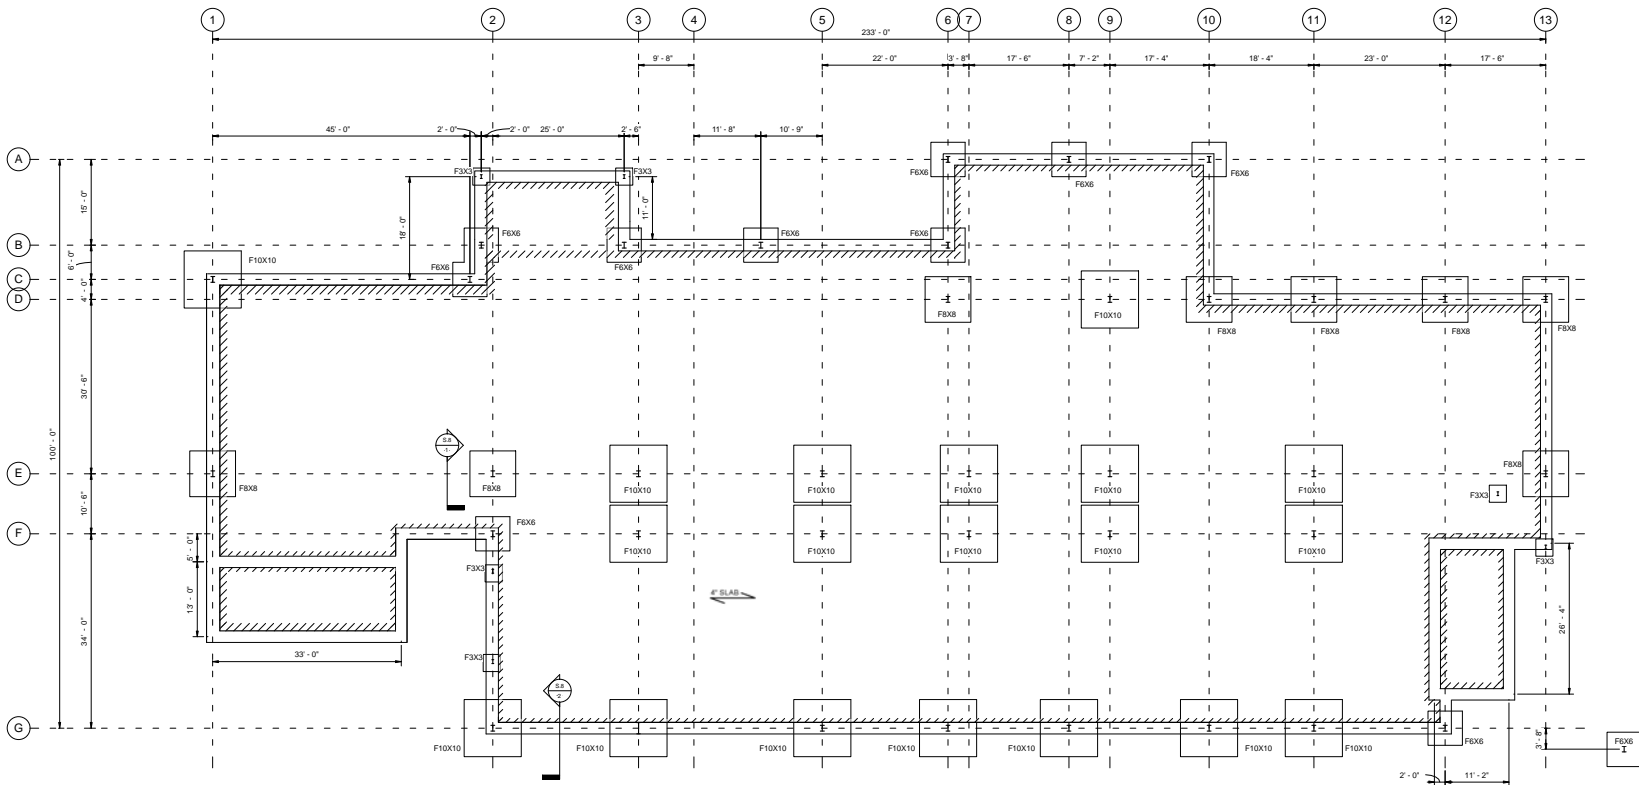 1 2 3 4 5 6 7 8 9 10 11 12 13
233' - 0"
9' - 8" 22' - 0" 3' - 8" 17' - 6" 7' - 2" 17' - 4" 18' - 4" 23' - 0" 17' - 6"
45' - 0" 2' - 0" 2' - 0" 25' - 0" 2' - 6" 11' - 8" 10' - 9"
A
F3X3 F3X3 F6X6 F6X6 F6X6
15' - 0" 18' - 0" 11' - 0"
F6X6 F6X6 F6X6
B
F6X6
6' - 0"
F10X10 F6X6
C
4' - 0"
D
F8X8 F10X10 F8X8 F8X8 F8X8 F8X8
30' - 6"
100' - 0"
S.8
-1-
E
F8X8 F8X8 F10X10 F10X10 F10X10 F10X10 F10X10 F8X8
F3X3
10' - 6"
F6X6
F
F10X10 F10X10 F10X10 F10X10 F10X10
5' - 0"
F3X3 F3X3
13' - 0"
4" SLAB
34' - 0" 26' - 4"
33' - 0" F3X3
S.8
-2
G
F10X10 F10X10 F10X10 F10X10 F10X10 F10X10 F10X10 F6X6 3' - 8" F6X6
2' - 0" 11' - 2"